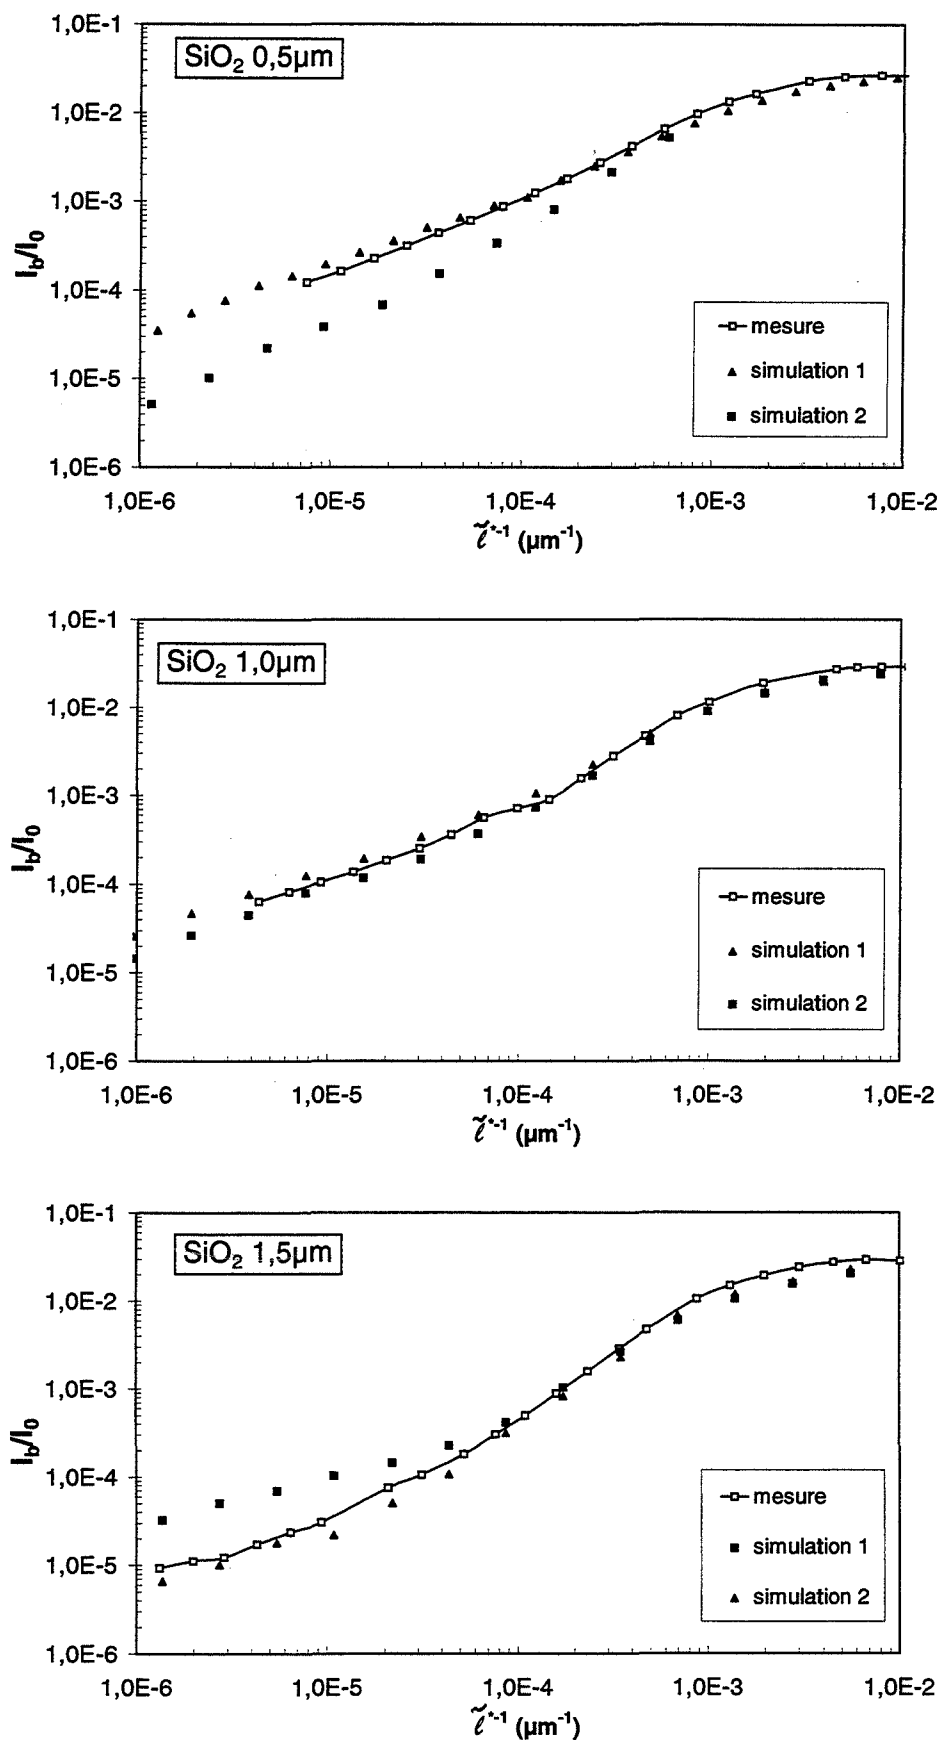 1,0E-1
SiO₂ 0,5µm
1,0E-2
1,0E-3
1,0E-4
1,0E-5
1,0E-6
I_b/I_0
mesure
simulation 1
simulation 2
1,0E-6 1,0E-5 1,0E-4 1,0E-3 1,0E-2
ℓ̃*⁻¹ (µm⁻¹)
1,0E-1
SiO₂ 1,0µm
1,0E-2
1,0E-3
1,0E-4
1,0E-5
1,0E-6
I_b/I_0
mesure
simulation 1
simulation 2
1,0E-6 1,0E-5 1,0E-4 1,0E-3 1,0E-2
ℓ̃*⁻¹ (µm⁻¹)
1,0E-1
SiO₂ 1,5µm
1,0E-2
1,0E-3
1,0E-4
1,0E-5
1,0E-6
I_b/I_0
mesure
simulation 1
simulation 2
1,0E-6 1,0E-5 1,0E-4 1,0E-3 1,0E-2
ℓ̃*⁻¹ (µm⁻¹)